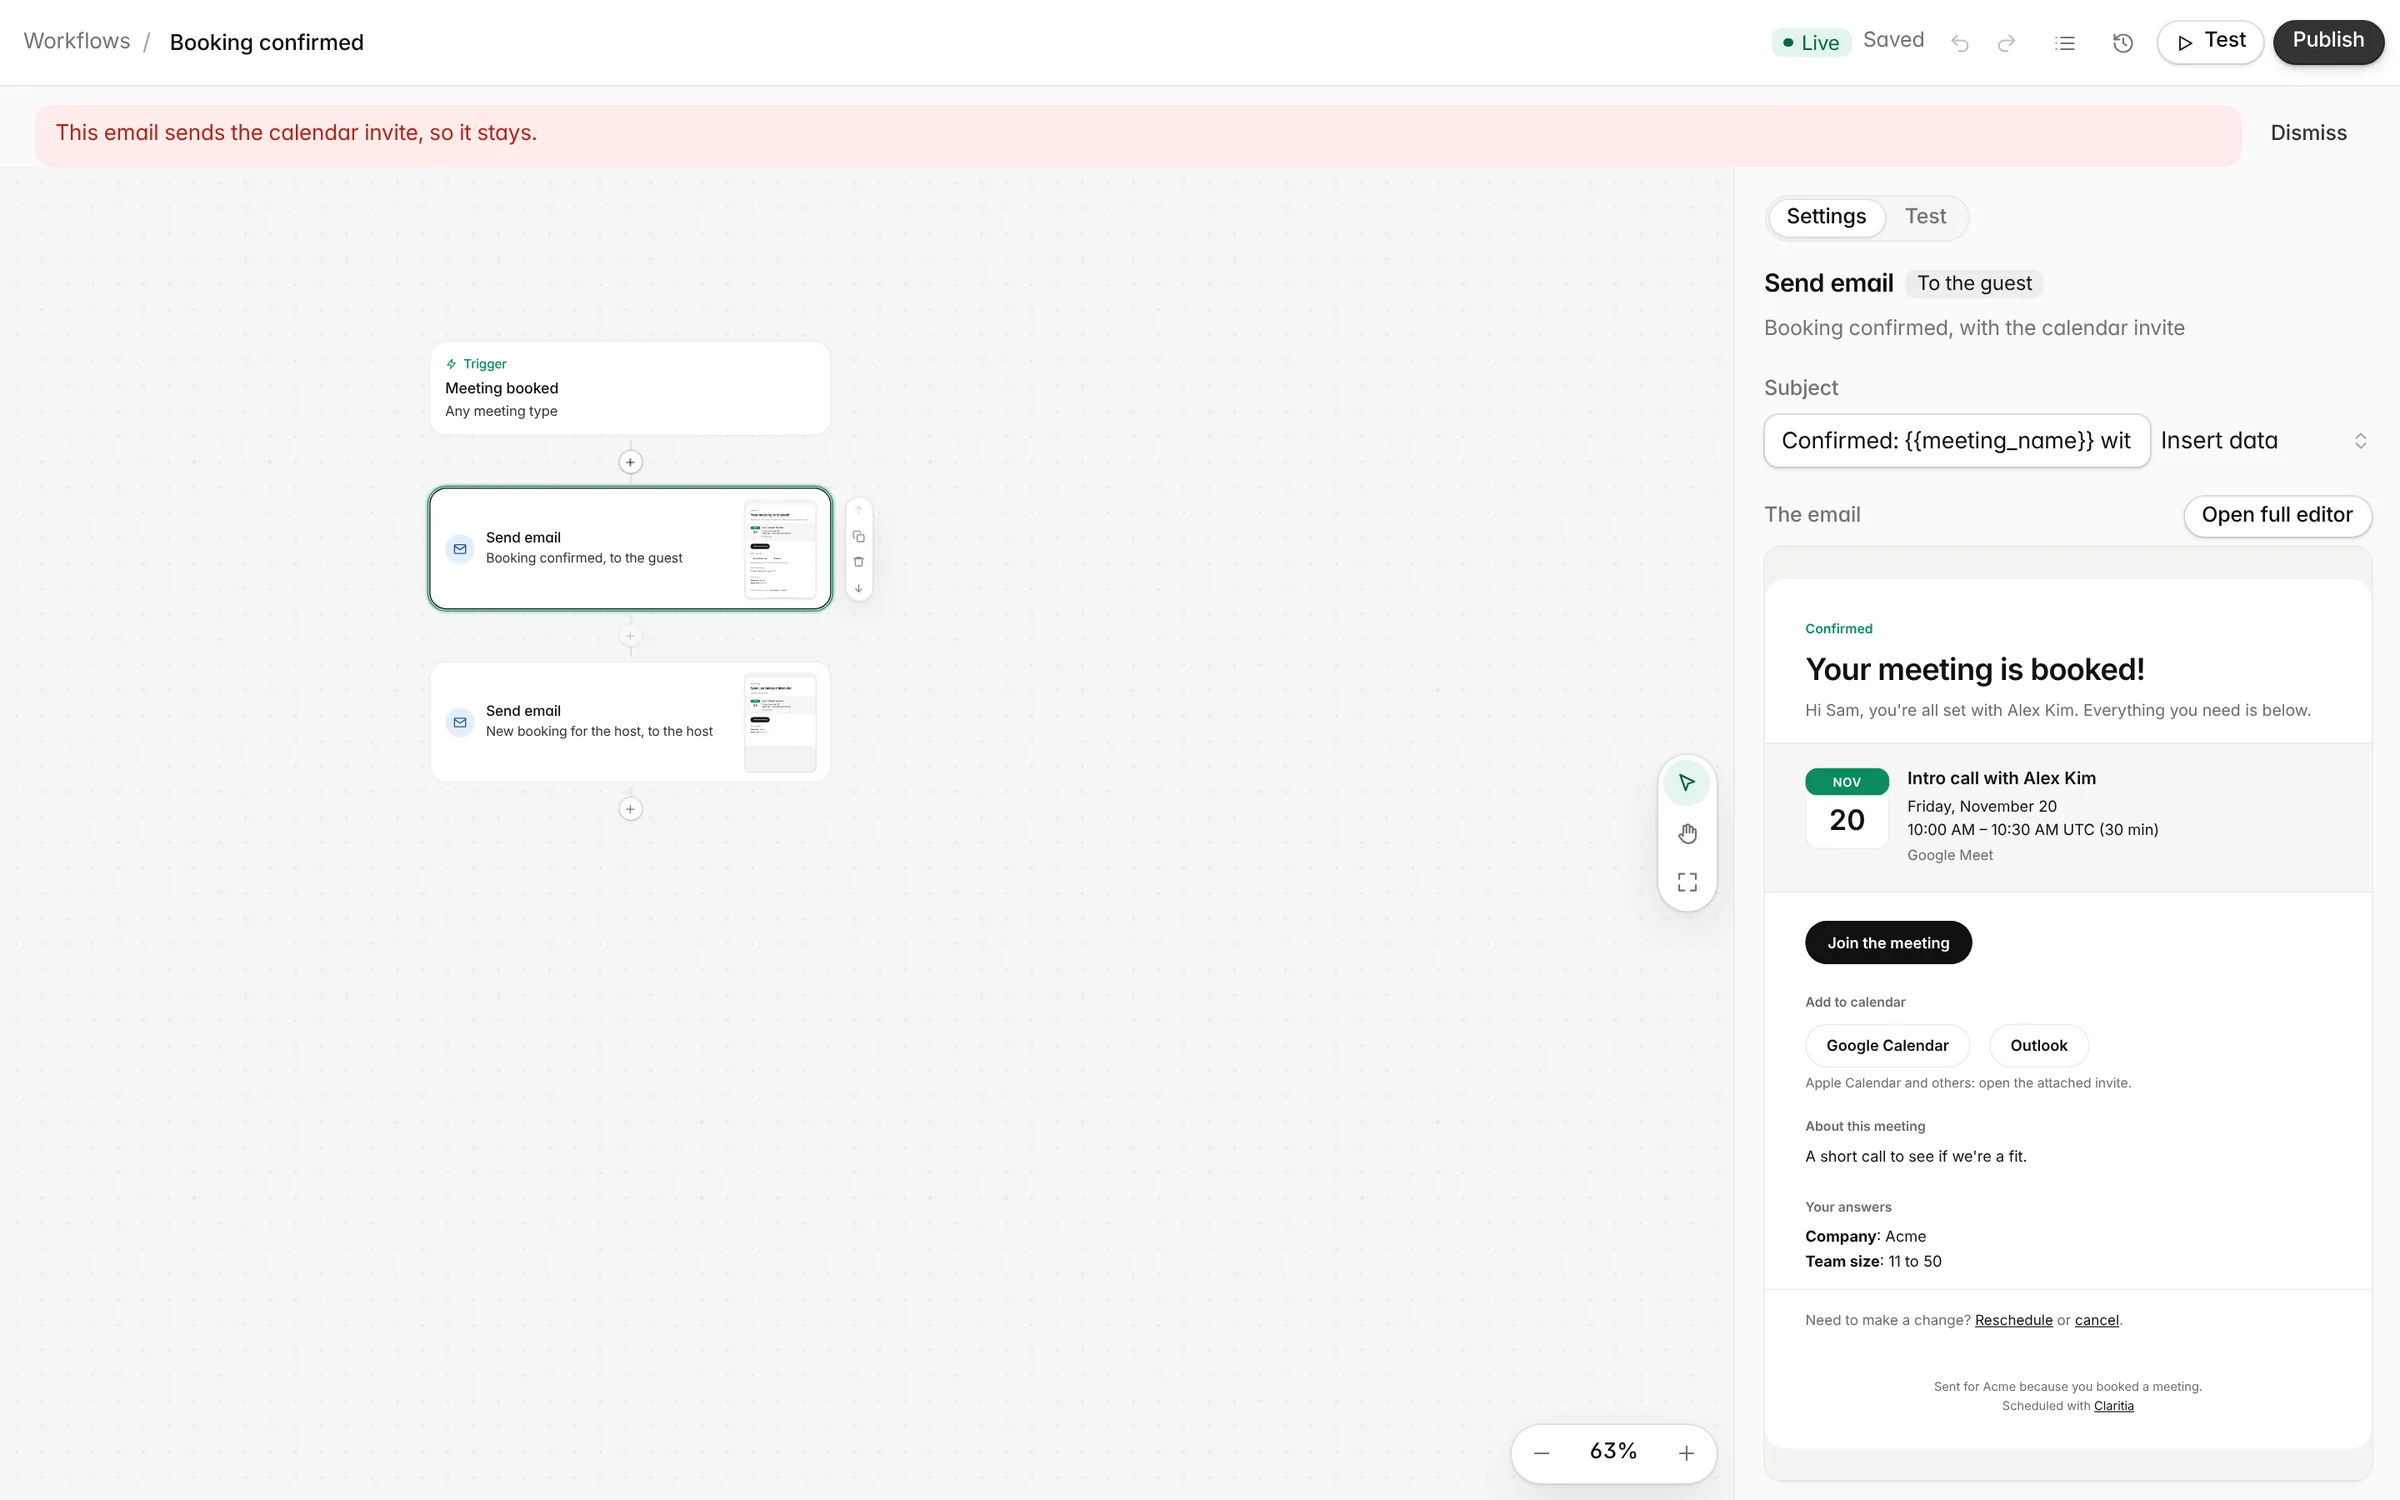 Workflows / Booking confirmed
Live
Saved
Test
Publish
This email sends the calendar invite, so it stays.
Dismiss
Trigger
Meeting booked
Any meeting type
Send email
Booking confirmed, to the guest
Send email
New booking for the host, to the host
63%
Settings
Test
Send email
To the guest
Booking confirmed, with the calendar invite
Subject
Confirmed: {{meeting_name}} wit
Insert data
The email
Open full editor
Confirmed
Your meeting is booked!
Hi Sam, you're all set with Alex Kim. Everything you need is below.
NOV
20
Intro call with Alex Kim
Friday, November 20
10:00 AM – 10:30 AM UTC (30 min)
Google Meet
Join the meeting
Add to calendar
Google Calendar
Outlook
Apple Calendar and others: open the attached invite.
About this meeting
A short call to see if we're a fit.
Your answers
Company: Acme
Team size: 11 to 50
Need to make a change? Reschedule or cancel.
Sent for Acme because you booked a meeting.
Scheduled with Claritia